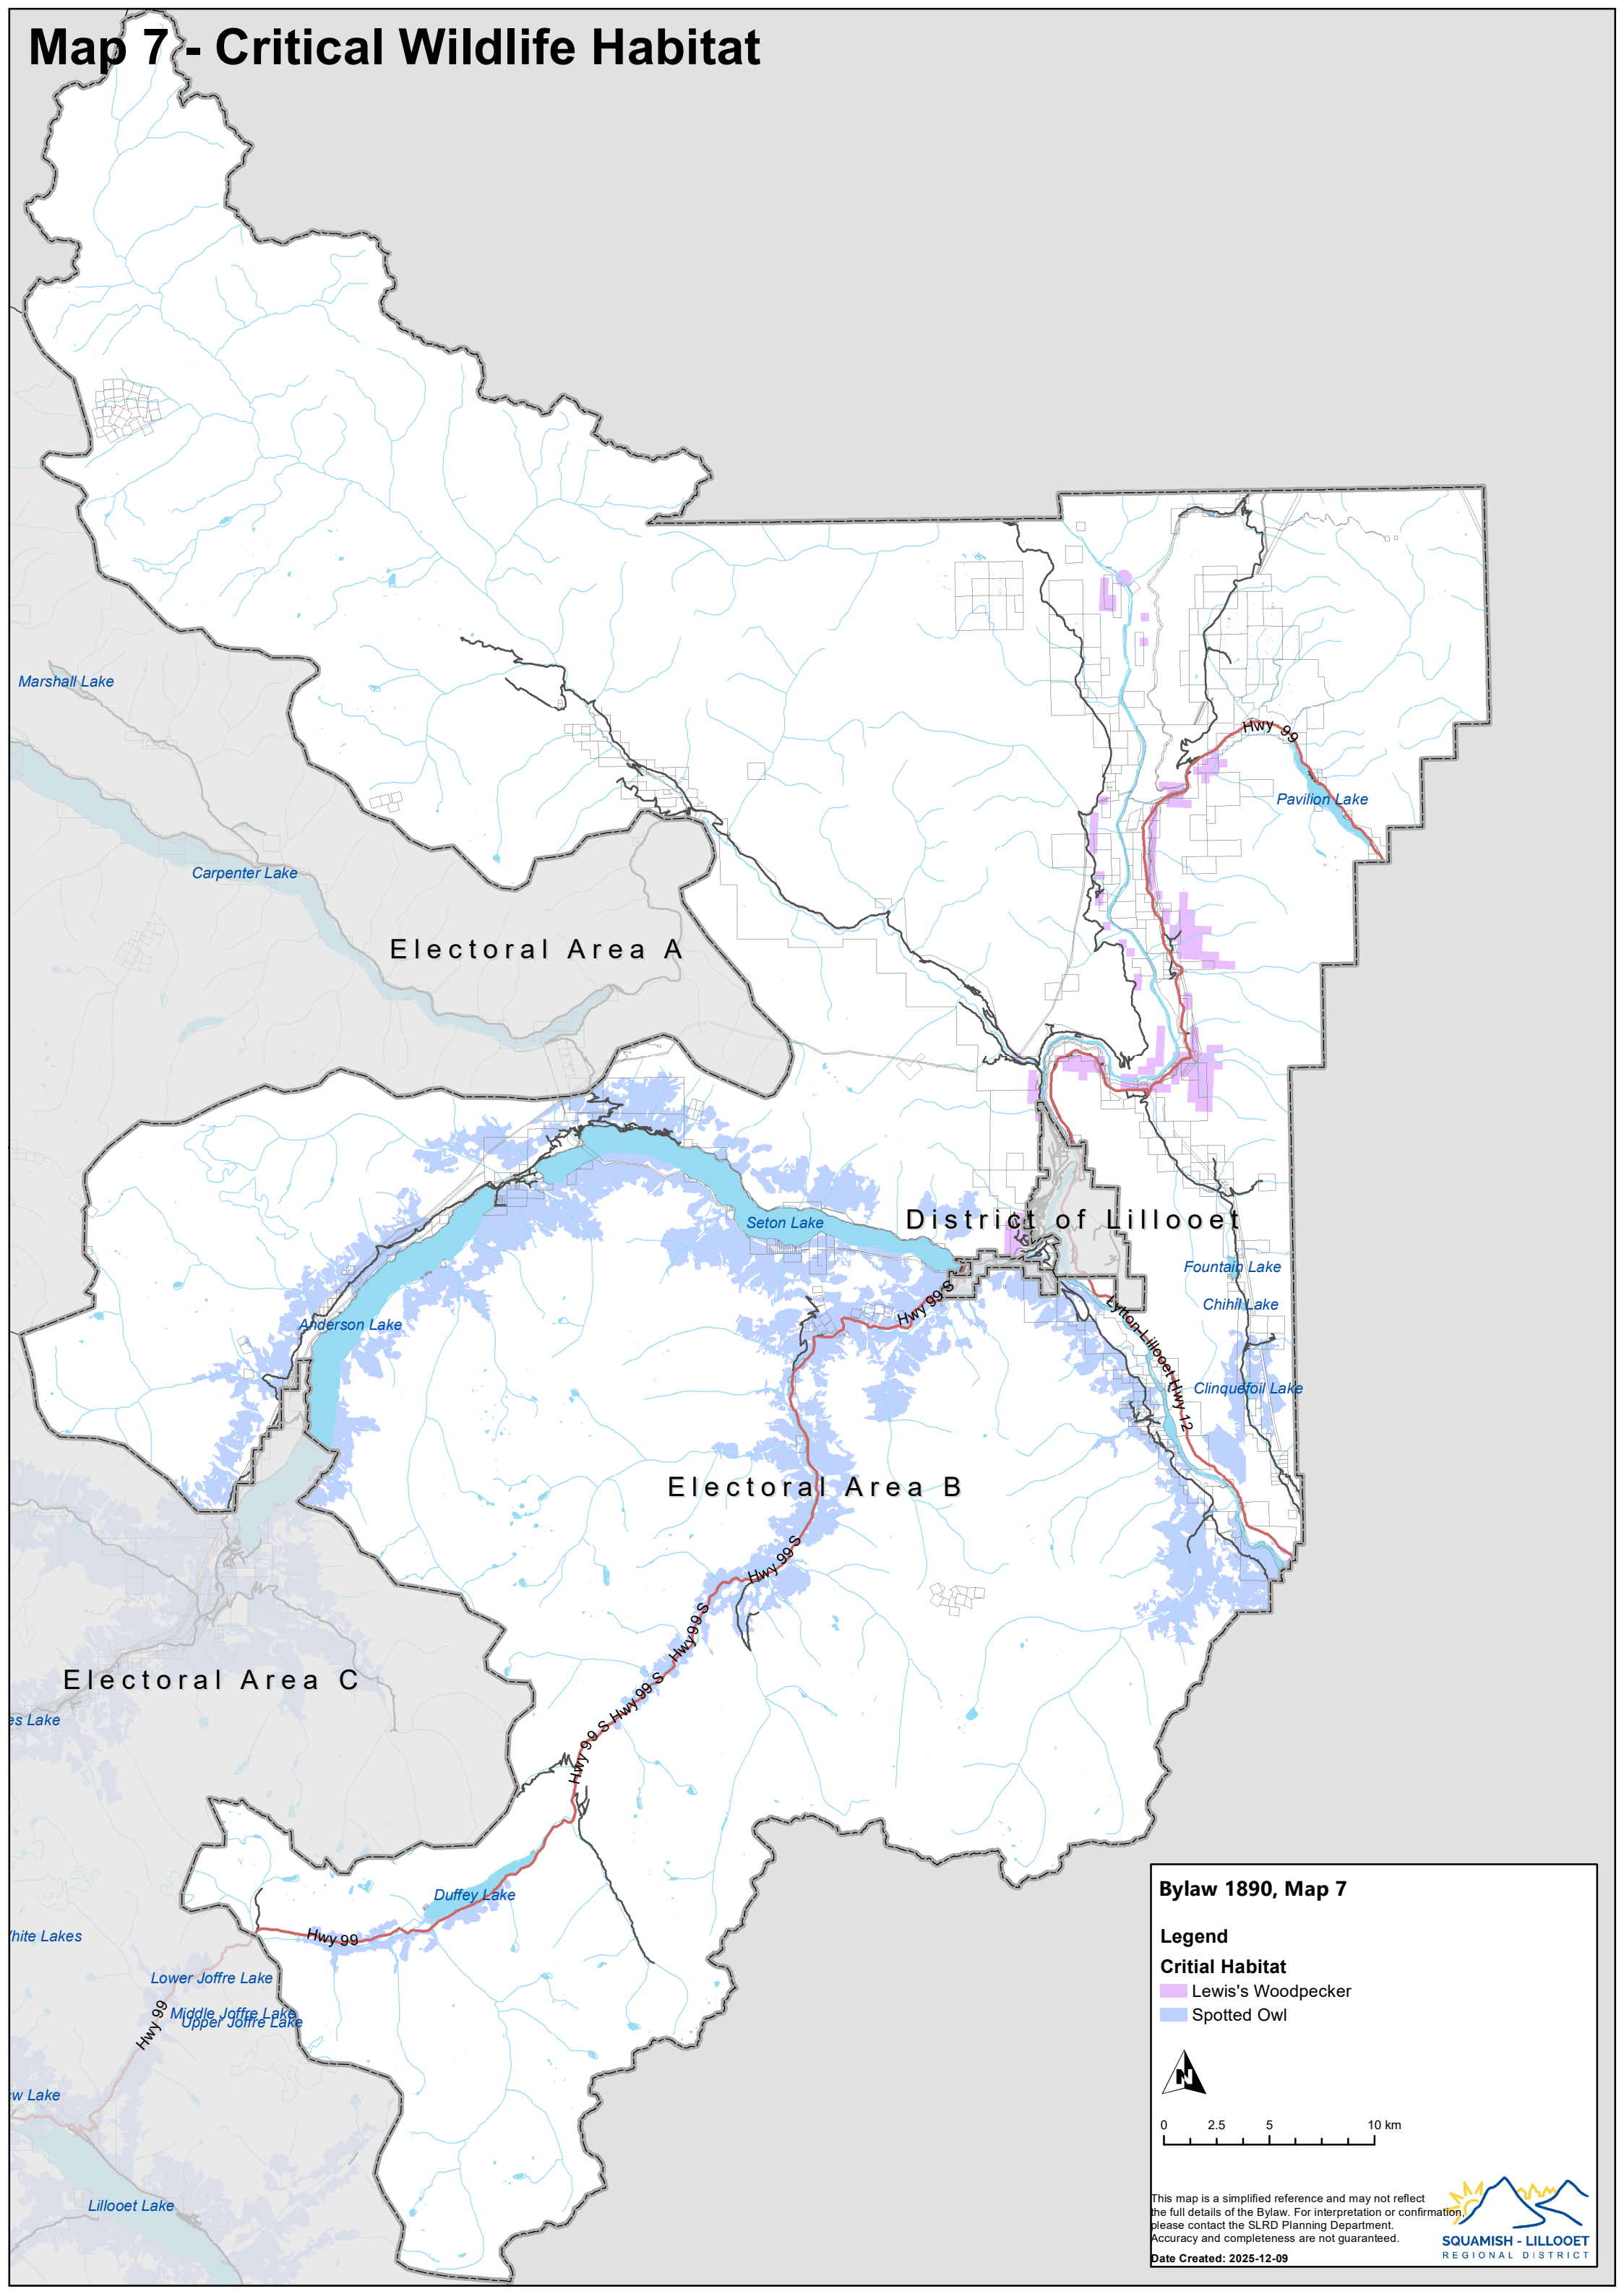 Map 7 - Critical Wildlife Habitat
Marshall Lake
Hwy 99
Pavilion Lake
Carpenter Lake
Electoral Area A
Seton Lake
District of Lillooet
Fountain Lake
Hwy 99 S
Chihil Lake
Anderson Lake
Lytton-Lillooet Hwy 12
Clinquefoil Lake
Electoral Area B
Hwy 99 S
Hwy 99 S
Electoral Area C
Hwy 99 S
es Lake
Hwy 99 S
Duffey Lake
Hwy 99
hite Lakes
Lower Joffre Lake
Middle Joffre Lake
Upper Joffre Lake
Hwy 99
w Lake
Lillooet Lake
Bylaw 1890, Map 7
Legend
Critial Habitat
Lewis's Woodpecker
Spotted Owl
N
0 2.5 5 10 km
This map is a simplified reference and may not reflect
the full details of the Bylaw. For interpretation or confirmation,
please contact the SLRD Planning Department.
Accuracy and completeness are not guaranteed.
Date Created: 2025-12-09
SQUAMISH - LILLOOET
REGIONAL DISTRICT